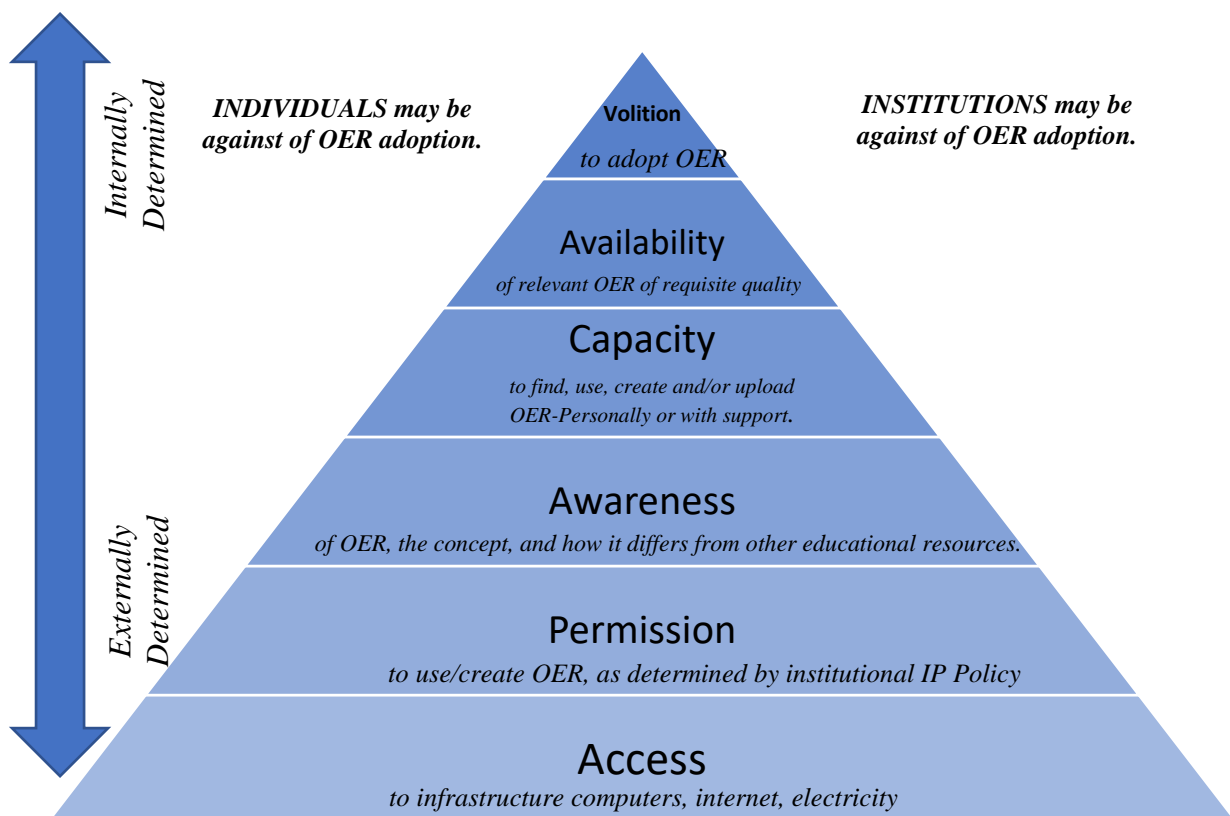 Internally
Determined
INDIVIDUALS may be
against of OER adoption.
INSTITUTIONS may be
against of OER adoption.
Volition
to adopt OER
Availability
of relevant OER of requisite quality
Capacity
to find, use, create and/or upload
OER-Personally or with support.
Awareness
of OER, the concept, and how it differs from other educational resources.
Externally
Determined
Permission
to use/create OER, as determined by institutional IP Policy
Access
to infrastructure computers, internet, electricity